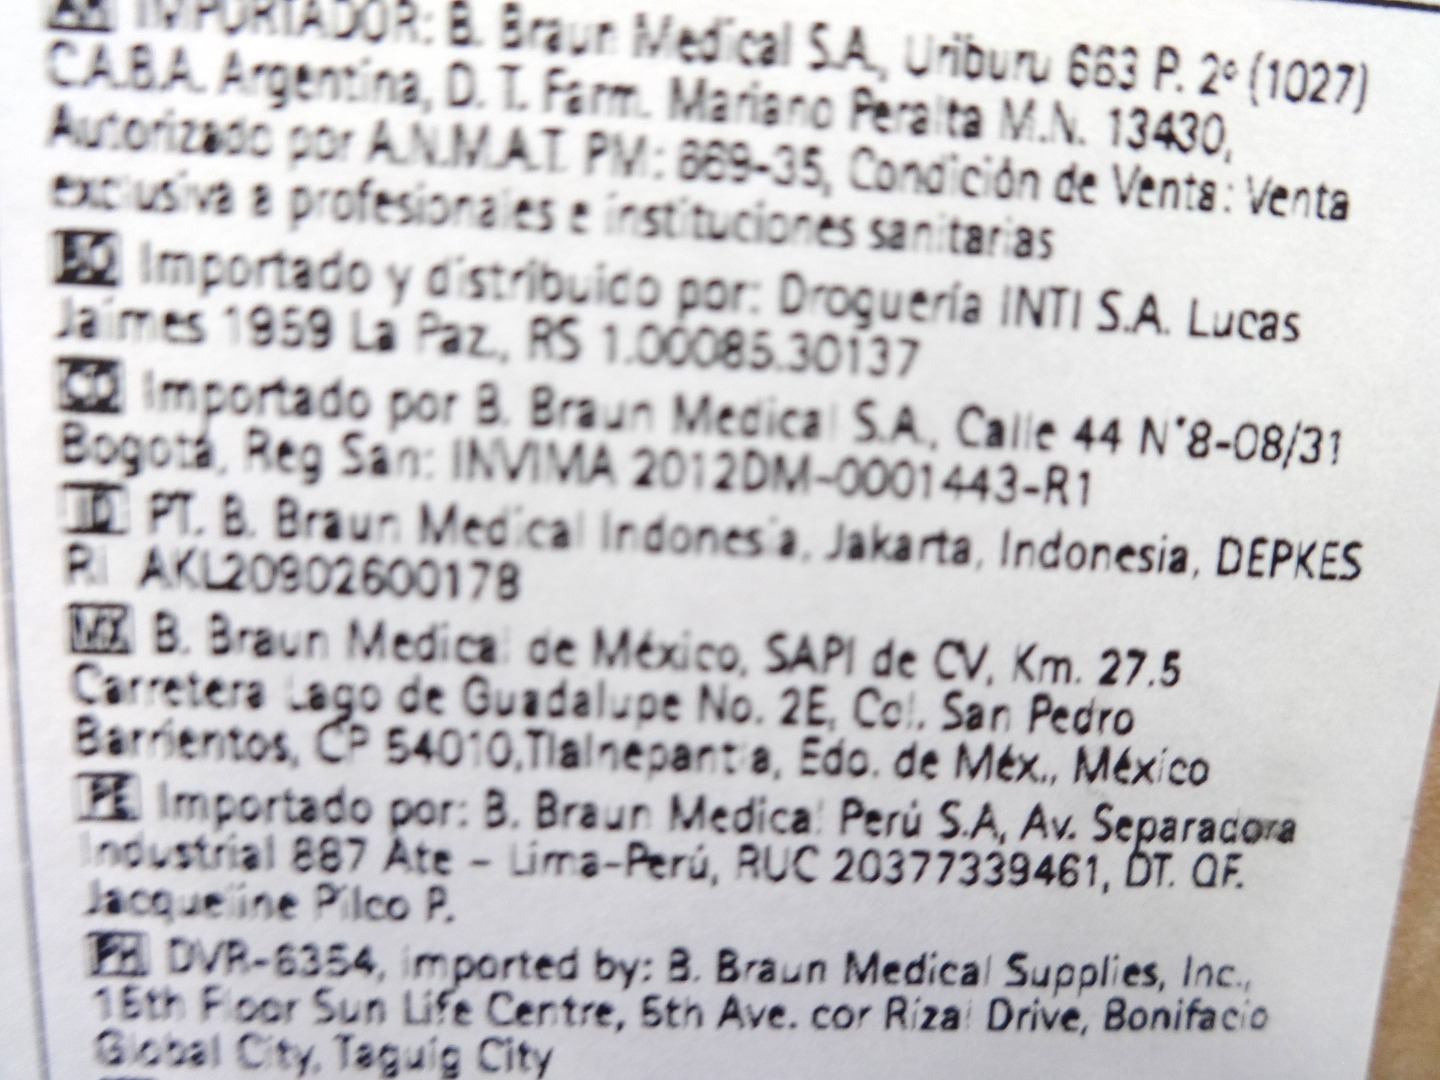 AR IMPORTADOR: B. Braun Medical S.A., Uriburu 663 P. 2º (1027)
C.A.B.A. Argentina, D. T. Farm. Mariano Peralta M.N. 13430,
Autorizado por A.N.M.A.T. PM: 669-35, Condición de Venta: Venta
exclusiva a profesionales e instituciones sanitarias
BO Importado y distribuido por: Droguería INTI S.A. Lucas
Jaimes 1959 La Paz., RS 1.00085.30137
CO Importado por B. Braun Medical S.A., Calle 44 N°8-08/31
Bogotá, Reg San: INVIMA 2012DM-0001443-R1
ID PT. B. Braun Medical Indonesia, Jakarta, Indonesia, DEPKES
RI AKL20902600178
MX B. Braun Medical de México, SAPI de CV, Km. 27.5
Carretera Lago de Guadalupe No. 2E, Col. San Pedro
Barrientos, CP 54010,Tlalnepantla, Edo. de Méx., México
PE Importado por: B. Braun Medical Perú S.A, Av. Separadora
Industrial 887 Ate - Lima-Perú, RUC 20377339461, DT. QF.
Jacqueline Pilco P.
PH DVR-6354, imported by: B. Braun Medical Supplies, Inc.,
15th Floor Sun Life Centre, 5th Ave. cor Rizal Drive, Bonifacio
Global City, Taguig City